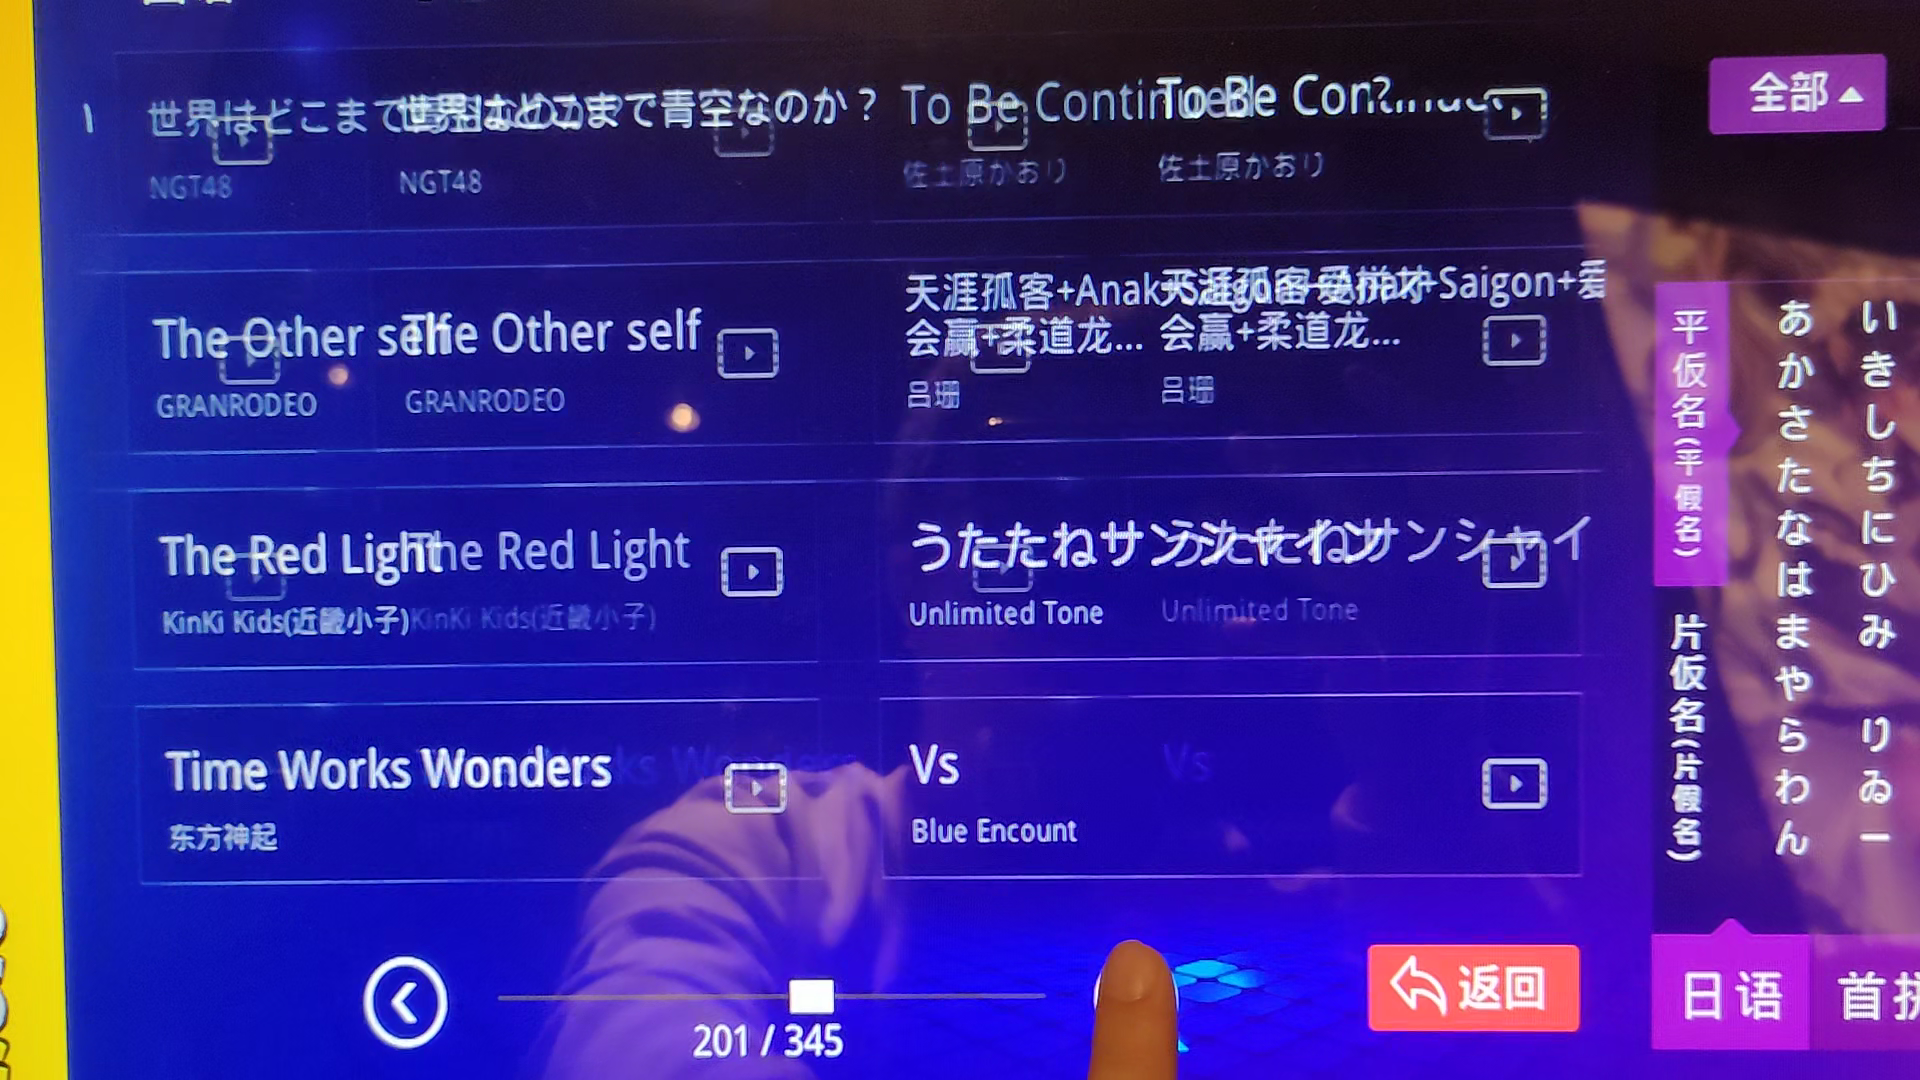 世界はどこまで青空なのか？
NGT48
To Be Continued
佐土原かおり
全部
The Other self
GRANRODEO
天涯孤客+Anak+Saigon+爱
会赢+柔道龙...
吕珊
The Red Light
KinKi Kids(近畿小子)
うたたねサンシャイン
Unlimited Tone
Time Works Wonders
东方神起
Vs
Blue Encount
201 / 345
返回
平仮名(平假名)
片仮名(片假名)
あかさたなはまやらわん
いきしちにひみ りゐー
日语
首